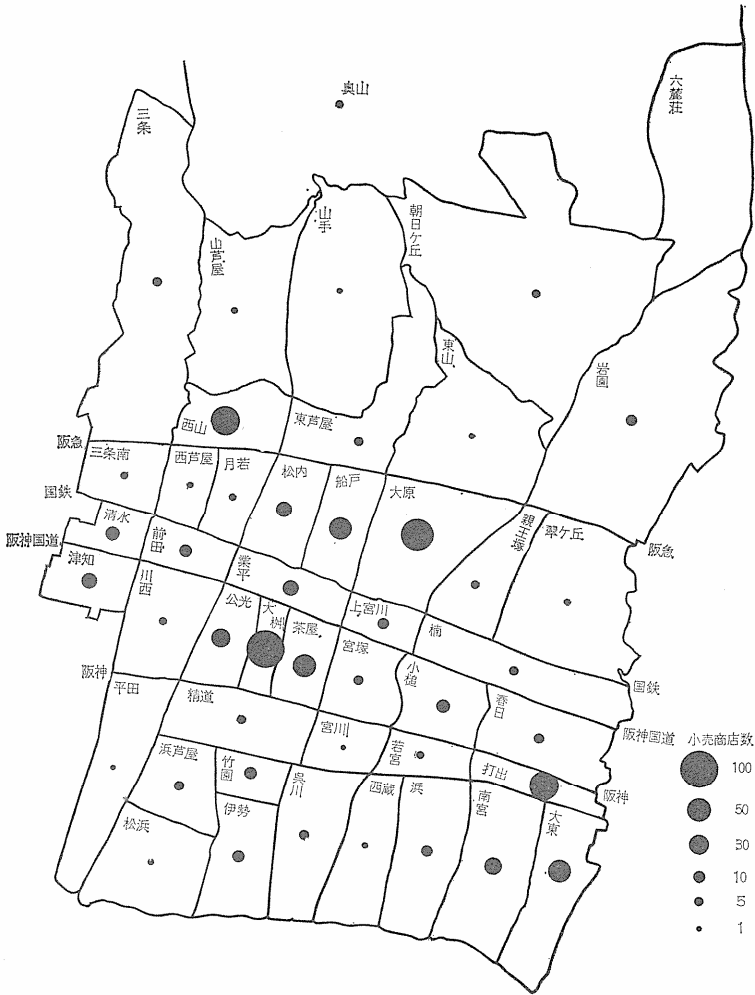 奥山
六麓荘
三条
山手
朝日ケ丘
山芦屋
東山
岩園
西山
東芦屋
阪急
三条南
西芦屋
月若
松内
船戸
大原
国鉄
清水
前田
親王塚
翠ケ丘
阪神国道
阪急
津知
川西
業平
公光
大桝
茶屋
上宮川
楠
宮塚
小槌
阪神
平田
精道
春日
国鉄
宮川
若宮
阪神国道
小売商店数
浜芦屋
竹園
呉川
西蔵
浜
打出
南宮
阪神
大東
松浜
伊勢
100
50
30
10
5
1